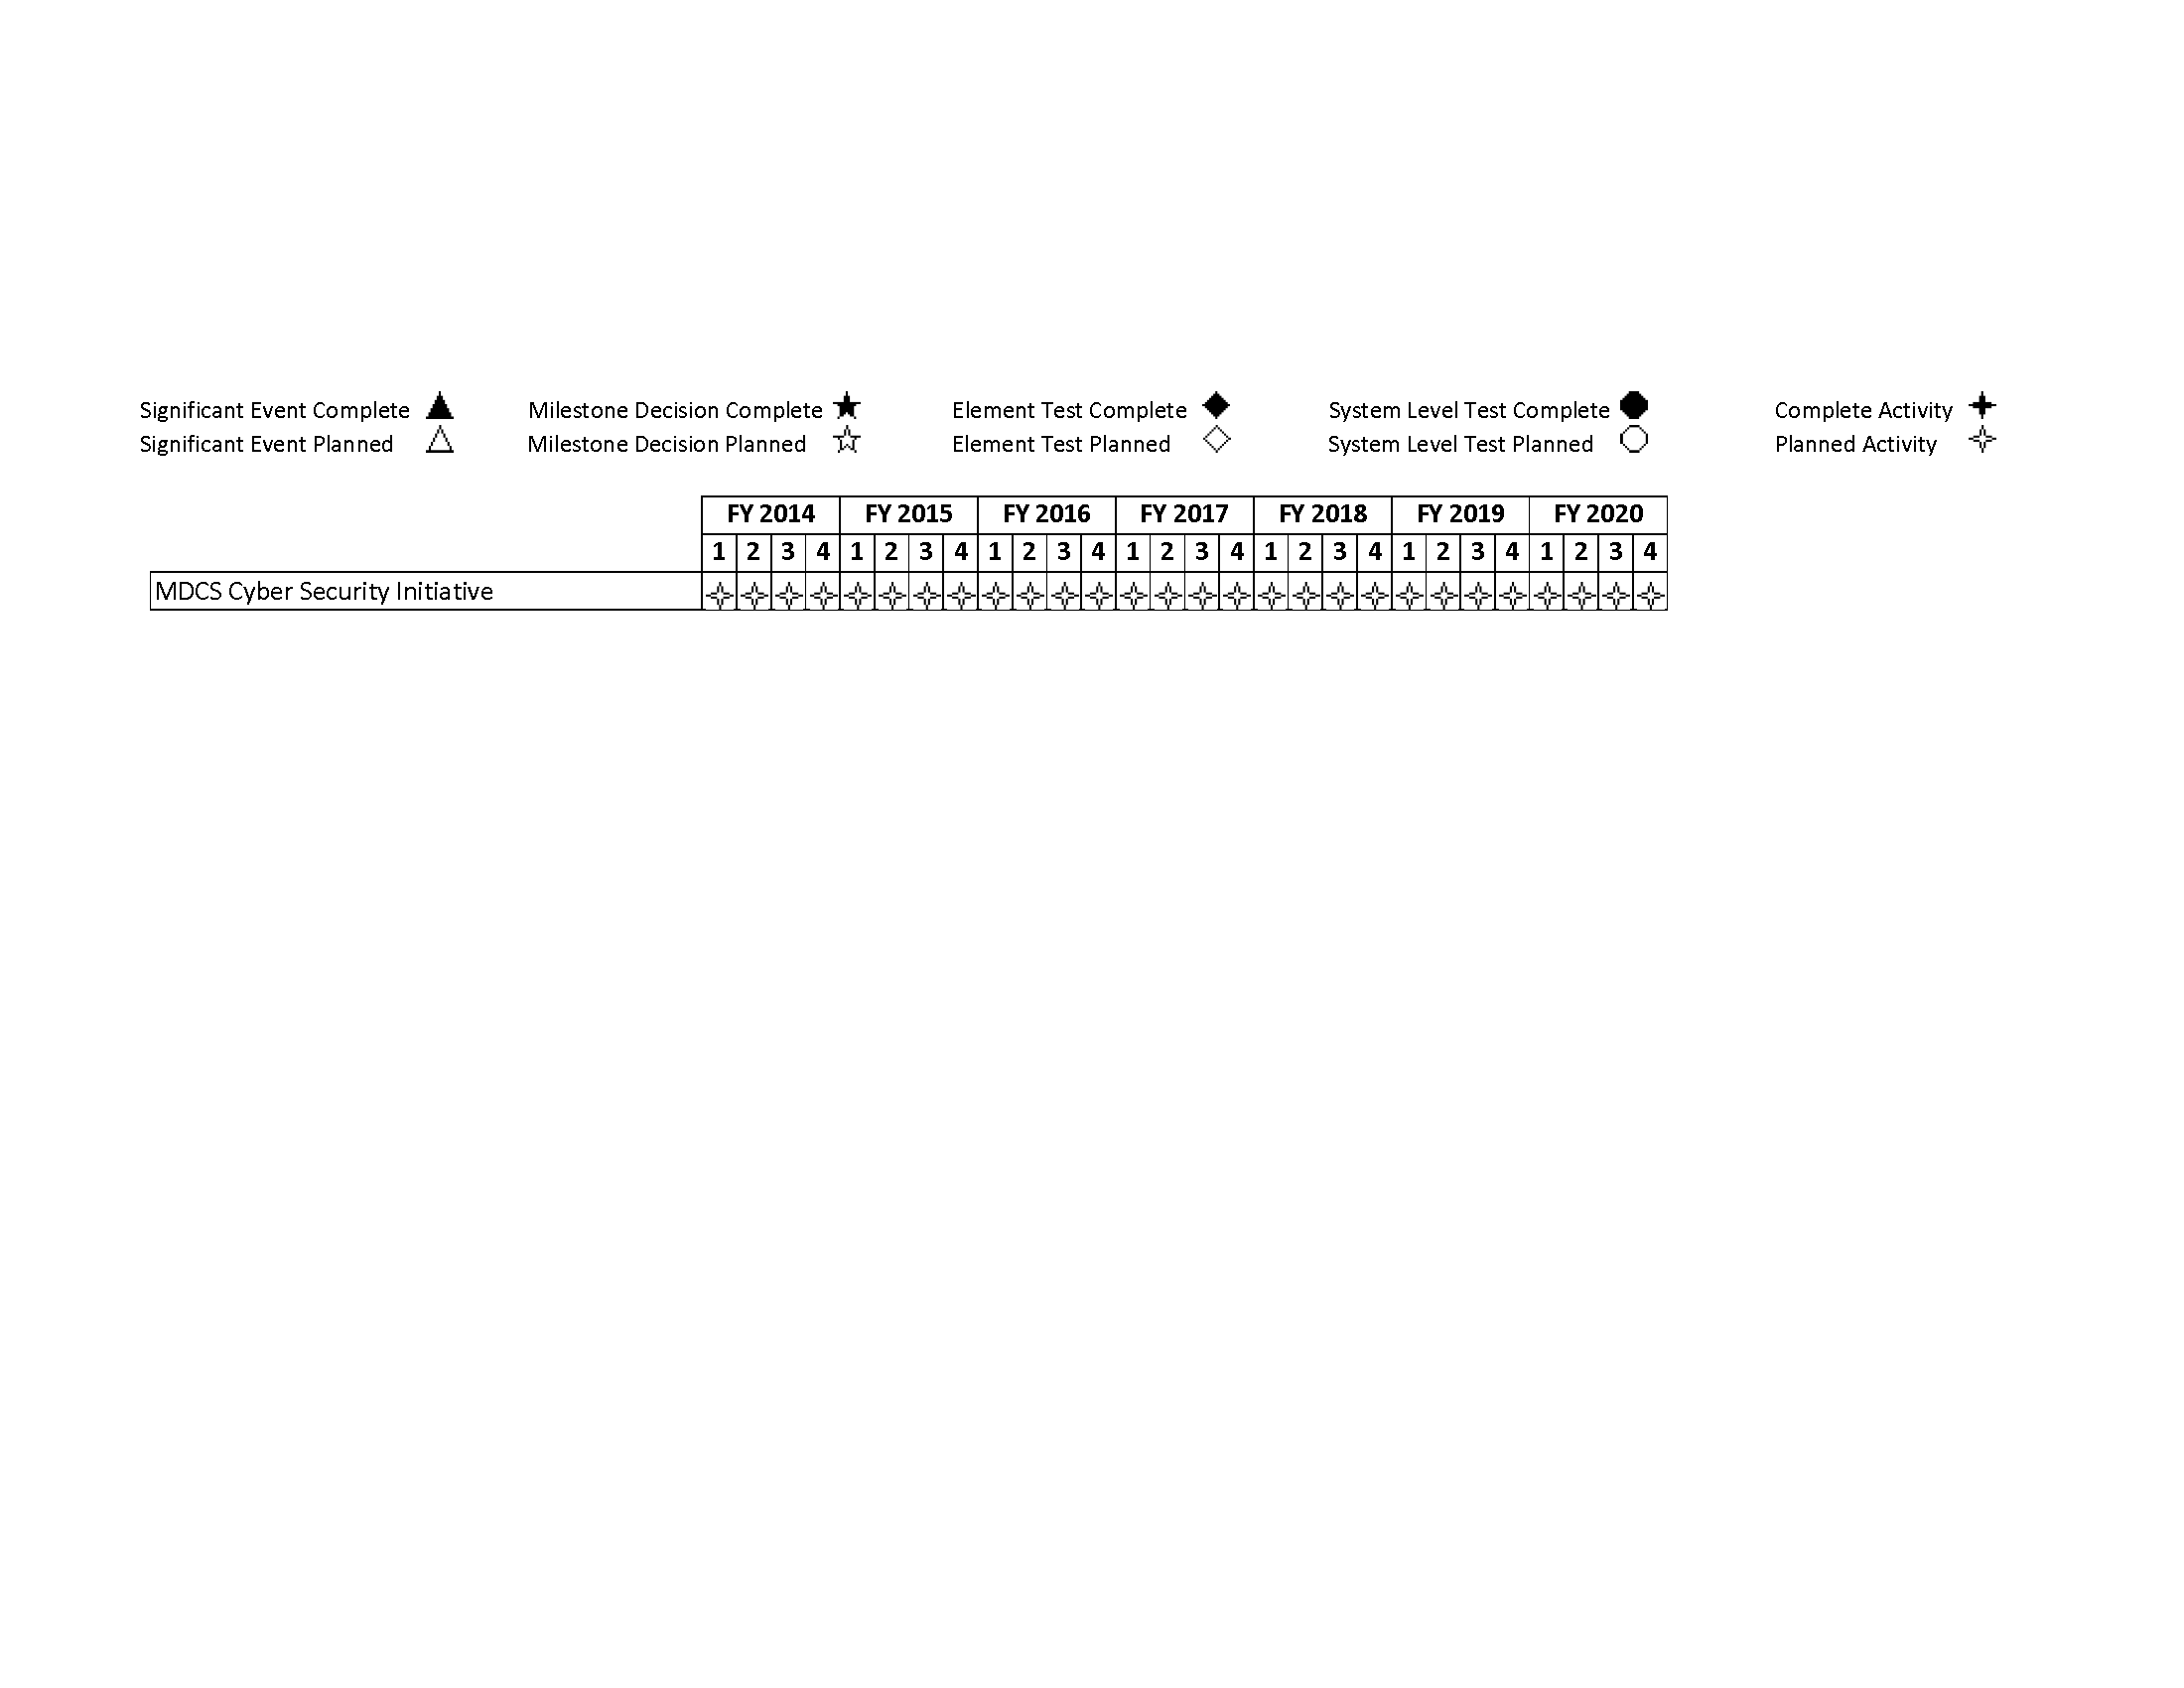 Significant Event Complete ▲ Milestone Decision Complete ★ Element Test Complete ◆ System Level Test Complete ● Complete Activity ✦
Significant Event Planned △ Milestone Decision Planned ☆ Element Test Planned ◇ System Level Test Planned ○ Planned Activity ✧
FY 2014 FY 2015 FY 2016 FY 2017 FY 2018 FY 2019 FY 2020
1 2 3 4 1 2 3 4 1 2 3 4 1 2 3 4 1 2 3 4 1 2 3 4 1 2 3 4
MDCS Cyber Security Initiative ✧ ✧ ✧ ✧ ✧ ✧ ✧ ✧ ✧ ✧ ✧ ✧ ✧ ✧ ✧ ✧ ✧ ✧ ✧ ✧ ✧ ✧ ✧ ✧ ✧ ✧ ✧ ✧